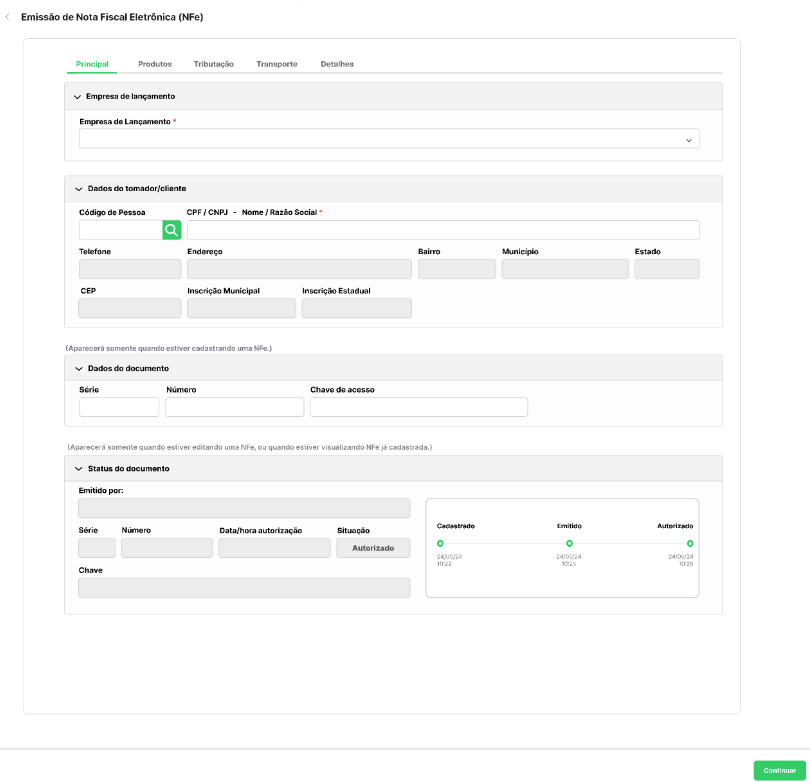 Emissão de Nota Fiscal Eletrônica (NFe)
Principal Produtos Tributação Transporte Detalhes
Empresa de lançamento
Empresa de Lançamento *
Dados do tomador/cliente
Código de Pessoa CPF / CNPJ - Nome / Razão Social *
Telefone Endereço Bairro Município Estado
CEP Inscrição Municipal Inscrição Estadual
(Aparecerá somente quando estiver cadastrando uma NFe.)
Dados do documento
Série Número Chave de acesso
(Aparecerá somente quando estiver editando uma NFe, ou quando estiver visualizando NFe já cadastrada.)
Status do documento
Emitido por:
Série Número Data/hora autorização Situação
Autorizado
Chave
Cadastrado Emitido Autorizado
24/05/24 24/05/24 24/05/24
10:22 10:25 10:26
Continuar